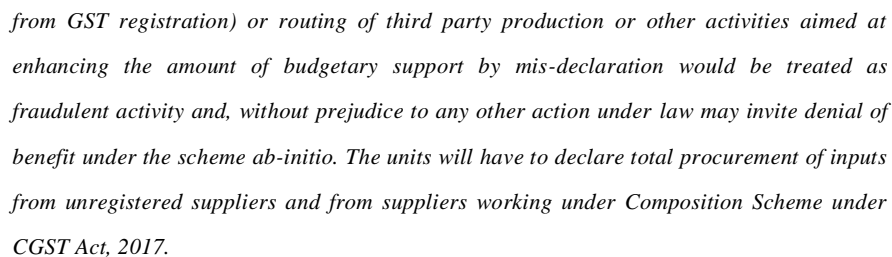 from GST registration) or routing of third party production or other activities aimed at
enhancing the amount of budgetary support by mis-declaration would be treated as
fraudulent activity and, without prejudice to any other action under law may invite denial of
benefit under the scheme ab-initio. The units will have to declare total procurement of inputs
from unregistered suppliers and from suppliers working under Composition Scheme under
CGST Act, 2017.